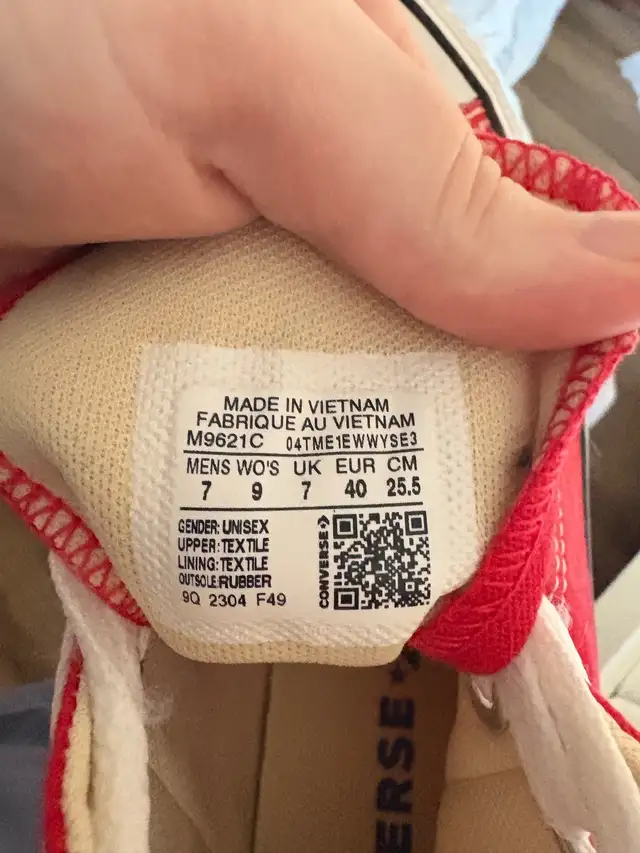 MADE IN VIETNAM
FABRIQUE AU VIETNAM
M9621C 04TME1EWWYSE3
MENS WO'S UK EUR CM
7 9 7 40 25.5
GENDER: UNISEX
UPPER: TEXTILE
LINING: TEXTILE
OUTSOLE:RUBBER
9Q 2304 F49
CONVERSE
ERSE